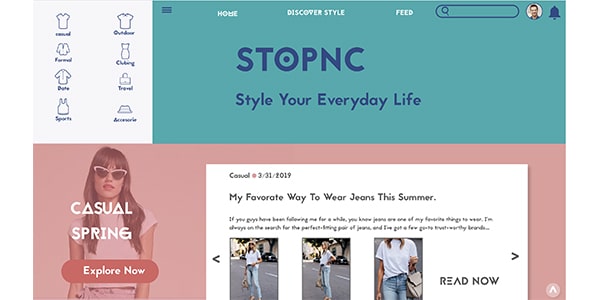 HOME
DISCOVER STYLE
FEED
casual
Outdoor
Formal
Clubing
Date
Travel
Sports
Accesorie
STOPNC
Style Your Everyday Life
CASUAL
SPRING
Explore Now
Casual 3/31/2019
My Favorate Way To Wear Jeans This Summer.
If you guys have been following me for a while, you know jeans are one of my favorite things to wear. I'm
always on the search for the perfect-fitting pair of jeans, and I've got a few go-to trustworthy brands...
< >
READ NOW